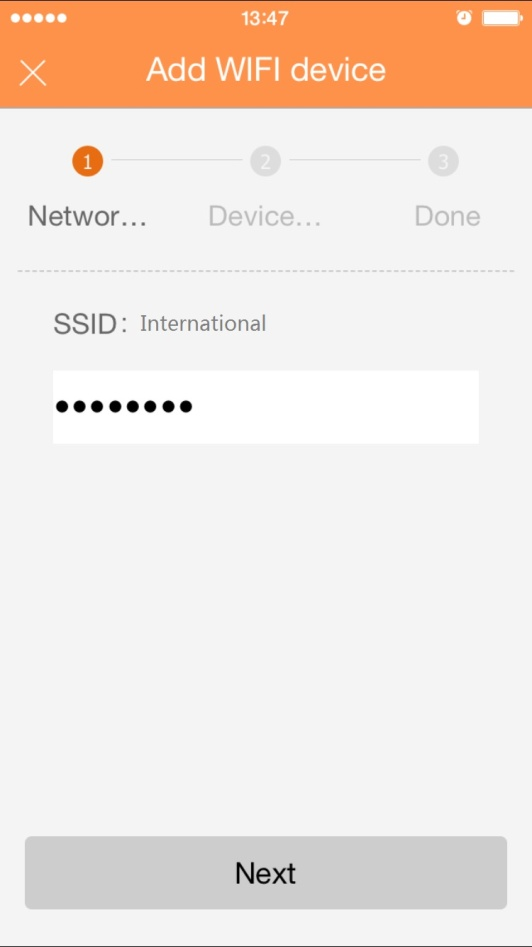 13:47
Add WIFI device
1 2 3
Networ... Device... Done
SSID: International
••••••••
Next